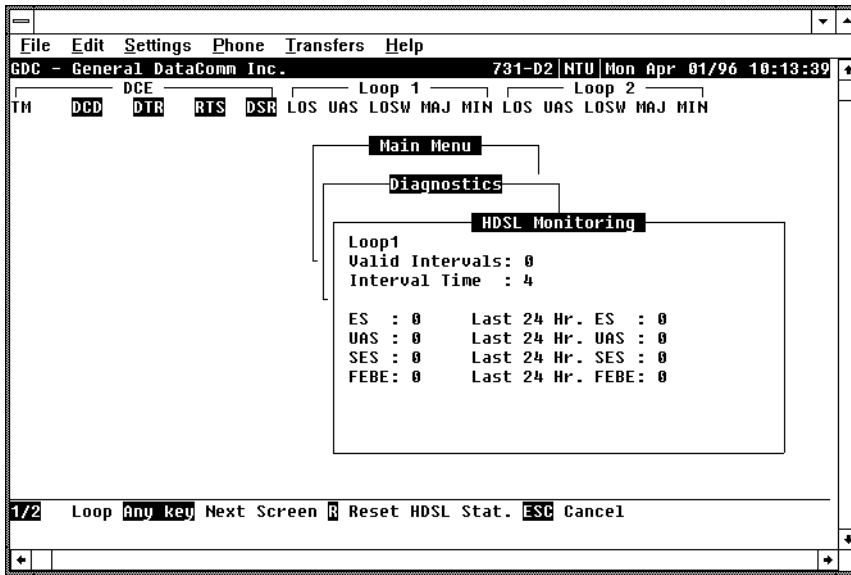 File Edit Settings Phone Transfers Help
GDC - General DataComm Inc. 731-D2|NTU|Mon Apr 01/96 10:13:39
DCE Loop 1 Loop 2
TM DCD DTR RTS DSR LOS UAS LOSW MAJ MIN LOS UAS LOSW MAJ MIN
Main Menu
Diagnostics
HDSL Monitoring
Loop1
Valid Intervals: 0
Interval Time : 4
ES : 0 Last 24 Hr. ES : 0
UAS : 0 Last 24 Hr. UAS : 0
SES : 0 Last 24 Hr. SES : 0
FEBE: 0 Last 24 Hr. FEBE: 0
1/2 Loop Any key Next Screen R Reset HDSL Stat. ESC Cancel